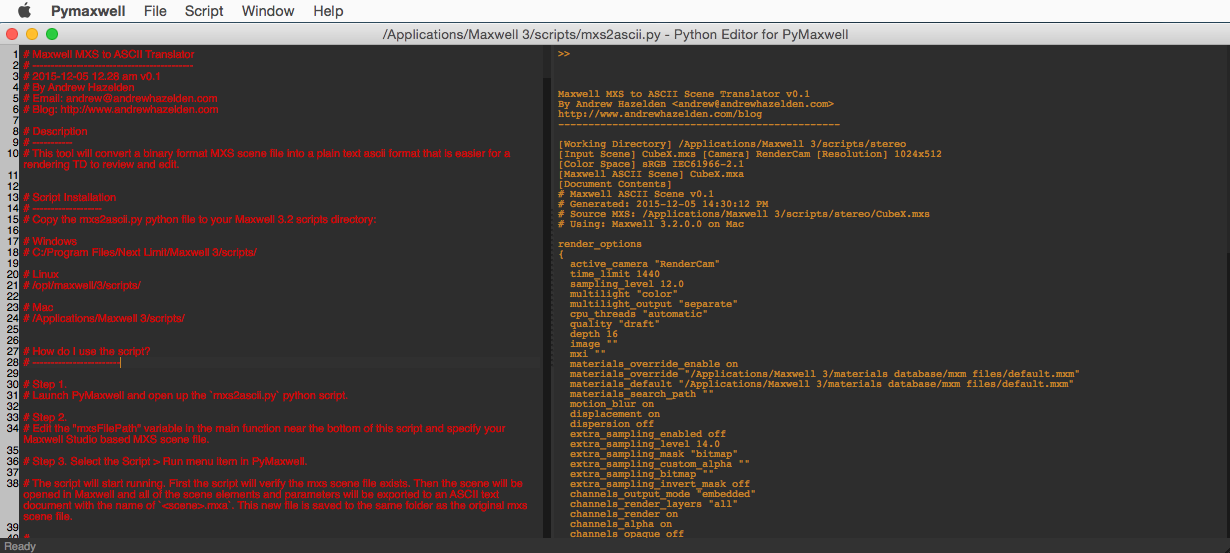 Pymaxwell File Script Window Help
/Applications/Maxwell 3/scripts/mxs2ascii.py - Python Editor for PyMaxwell
1 # Maxwell MXS to ASCII Translator
2 # -------------------------------------------
3 # 2015-12-05 12.28 am v0.1
4 # By Andrew Hazelden
5 # Email: andrew@andrewhazelden.com
6 # Blog: http://www.andrewhazelden.com
7
8 # Description
9 # -----------
10 # This tool will convert a binary format MXS scene file into a plain text ascii format that is easier for a
rendering TD to review and edit.
11
12
13 # Script Installation
14 # -------------------
15 # Copy the mxs2ascii.py python file to your Maxwell 3.2 scripts directory:
16
17 # Windows
18 # C:/Program Files/Next Limit/Maxwell 3/scripts/
19
20 # Linux
21 # /opt/maxwell/3/scripts/
22
23 # Mac
24 # /Applications/Maxwell 3/scripts/
25
26
27 # How do I use the script?
28 # ------------------------
29
30 # Step 1.
31 # Launch PyMaxwell and open up the `mxs2ascii.py` python script.
32
33 # Step 2.
34 # Edit the "mxsFilePath" variable in the main function near the bottom of this script and specify your
Maxwell Studio based MXS scene file.
35
36 # Step 3. Select the Script > Run menu item in PyMaxwell.
37
38 # The script will start running. First the script will verify the mxs scene file exists. Then the scene will be
opened in Maxwell and all of the scene elements and parameters will be exported to an ASCII text
document with the name of `<scene>.mxa`. This new file is saved to the same folder as the original mxs
scene file.
39
40 #
>>
Maxwell MXS to ASCII Scene Translator v0.1
By Andrew Hazelden <andrew@andrewhazelden.com>
http://www.andrewhazelden.com/blog
-----------------------------------------------
[Working Directory] /Applications/Maxwell 3/scripts/stereo
[Input Scene] CubeX.mxs [Camera] RenderCam [Resolution] 1024x512
[Color Space] sRGB IEC61966-2.1
[Maxwell ASCII Scene] CubeX.mxa
[Document Contents]
# Maxwell ASCII Scene v0.1
# Generated: 2015-12-05 14:30:12 PM
# Source MXS: /Applications/Maxwell 3/scripts/stereo/CubeX.mxs
# Using: Maxwell 3.2.0.0 on Mac
render_options
{
active_camera "RenderCam"
time_limit 1440
sampling_level 12.0
multilight "color"
multilight_output "separate"
cpu_threads "automatic"
quality "draft"
depth 16
image ""
mxi ""
materials_override_enable on
materials_override "/Applications/Maxwell 3/materials database/mxm files/default.mxm"
materials_default "/Applications/Maxwell 3/materials database/mxm files/default.mxm"
materials_search_path ""
motion_blur on
displacement on
dispersion off
extra_sampling_enabled off
extra_sampling_level 14.0
extra_sampling_mask "bitmap"
extra_sampling_custom_alpha ""
extra_sampling_bitmap ""
extra_sampling_invert_mask off
channels_output_mode "embedded"
channels_render_layers "all"
channels_render on
channels_alpha on
channels_opaque off
Ready